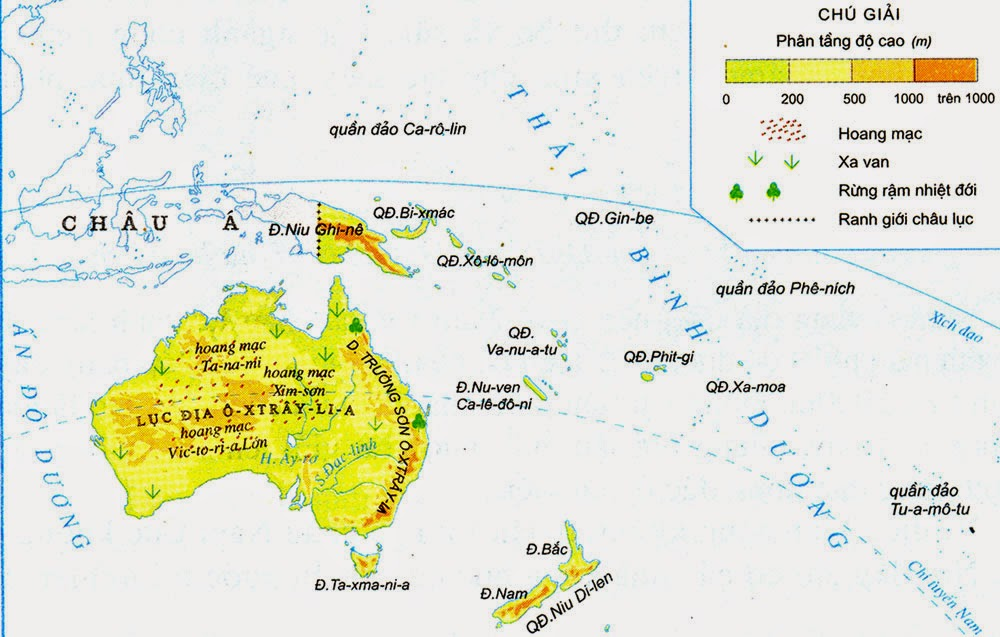 CHÚ GIẢI
Phân tầng độ cao (m)
0 200 500 1000 trên 1000
Hoang mạc
Xa van
Rừng rậm nhiệt đới
Ranh giới châu lục
THÁI BÌNH DƯƠNG
quần đảo Ca-rô-lin
CHÂU Á
Đ.Niu Ghi-nê
QĐ.Bi-xmác
QĐ.Gin-be
QĐ.Xô-lô-môn
quần đảo Phê-ních
Xích đạo
ẤN ĐỘ DƯƠNG
hoang mạc
Ta-na-mi
hoang mạc
Xim-sơn
LỤC ĐỊA Ô-XTRÂY-LI-A
hoang mạc
Vic-to-ri-a Lớn
H. Ây-rơ
S.Đac-linh
D. TRƯỜNG SƠN Ô-XTRÂY-LIA
QĐ.
Va-nu-a-tu
Đ.Nu-ven
Ca-lê-đô-ni
QĐ.Phit-gi
QĐ.Xa-moa
quần đảo
Tu-a-mô-tu
Chí tuyến Nam
Đ.Ta-xma-ni-a
Đ.Bắc
Đ.Nam
QĐ.Niu Di-len